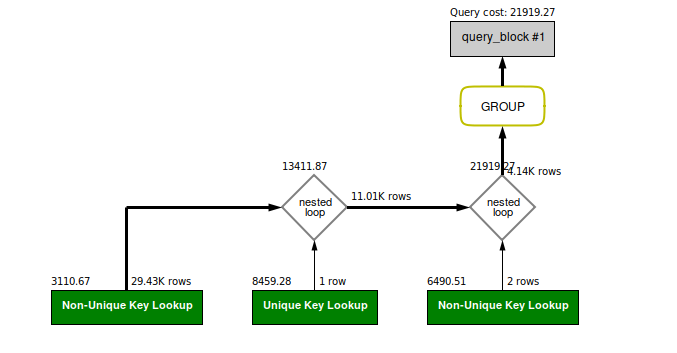 Query cost: 21919.27
query_block #1
GROUP
13411.87
21919.27
4.14K rows
nested
loop
11.01K rows
nested
loop
3110.67
29.43K rows
8459.28
1 row
6490.51
2 rows
Non-Unique Key Lookup
Unique Key Lookup
Non-Unique Key Lookup